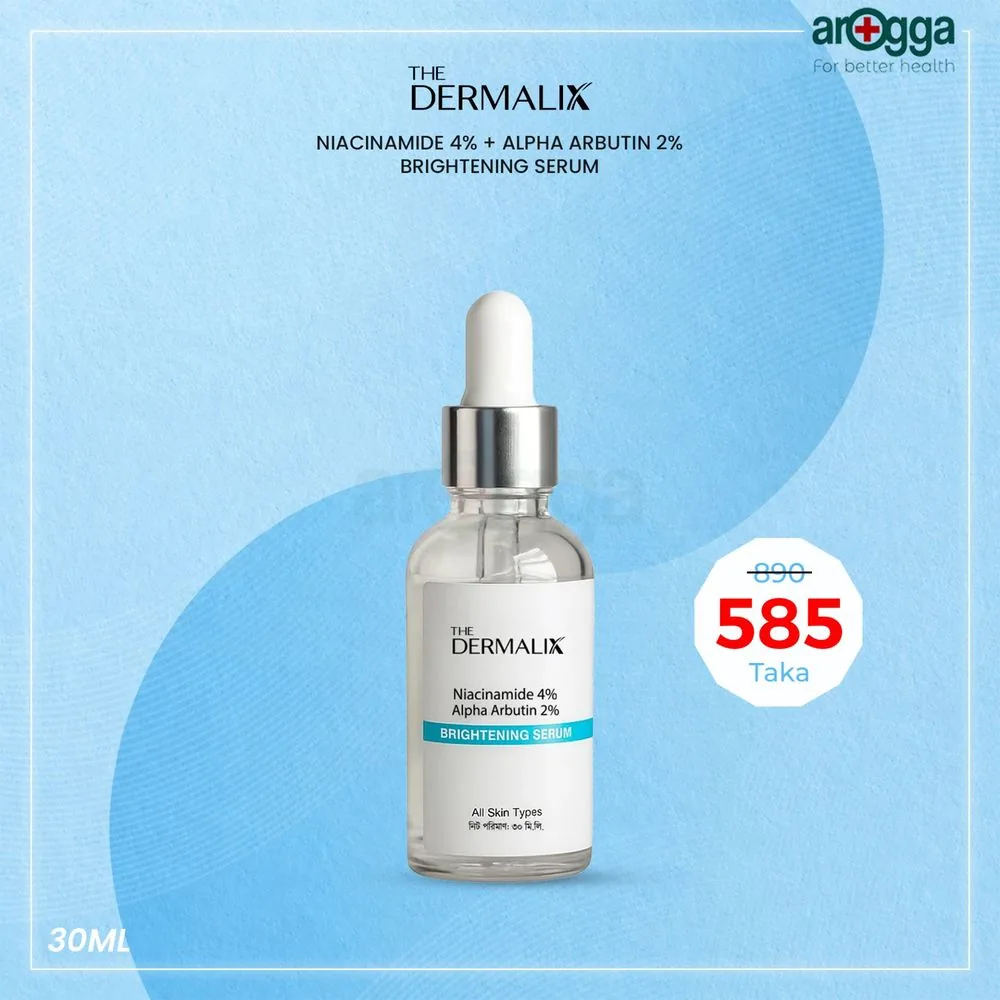 arogga
For better health
THE
DERMALIX
NIACINAMIDE 4% + ALPHA ARBUTIN 2%
BRIGHTENING SERUM
arogga
890
585
Taka
THE
DERMALIX
Niacinamide 4%
Alpha Arbutin 2%
BRIGHTENING SERUM
All Skin Types
নিট পরিমাণ: ৩০ মি.লি.
30ML